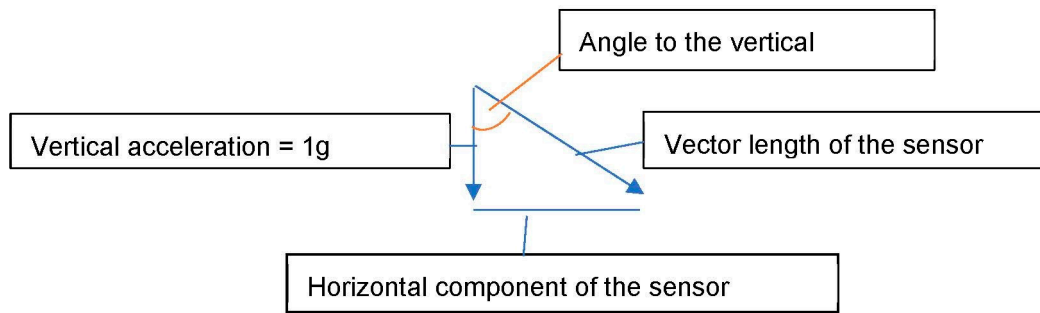 Angle to the vertical
Vertical acceleration = 1g
Vector length of the sensor
Horizontal component of the sensor